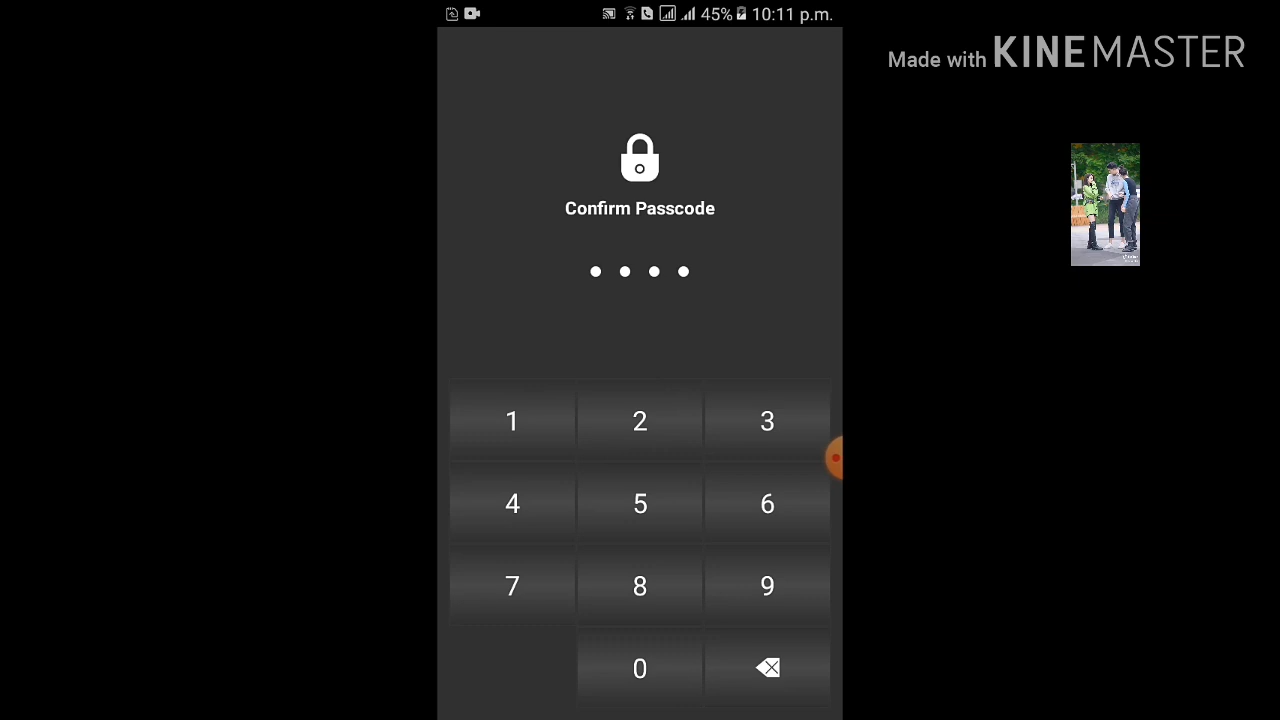 45% 10:11 p.m.
Made with KINEMASTER
Confirm Passcode
1 2 3
4 5 6
7 8 9
0